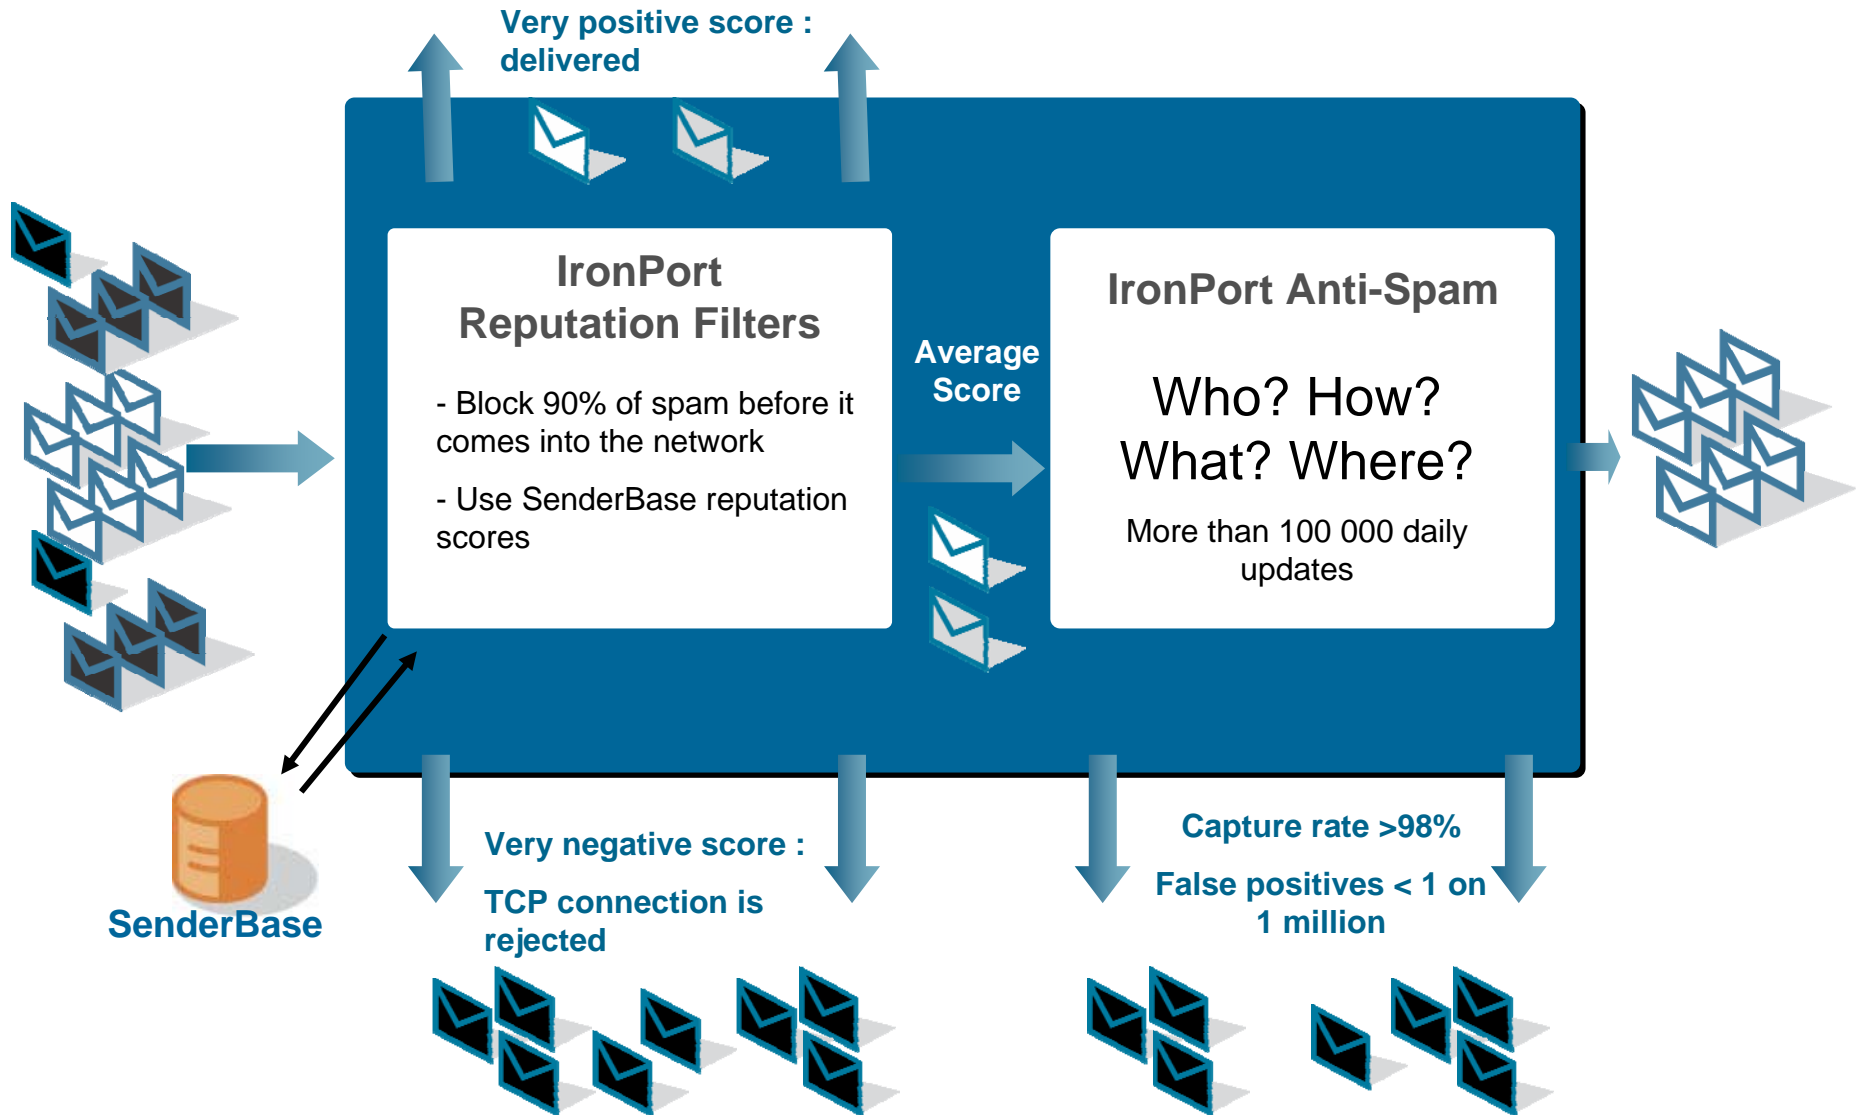 Very positive score :
delivered
IronPort
Reputation Filters
- Block 90% of spam before it
comes into the network
- Use SenderBase reputation
scores
Average
Score
IronPort Anti-Spam
Who? How?
What? Where?
More than 100 000 daily
updates
SenderBase
Very negative score :
TCP connection is
rejected
Capture rate >98%
False positives < 1 on
1 million